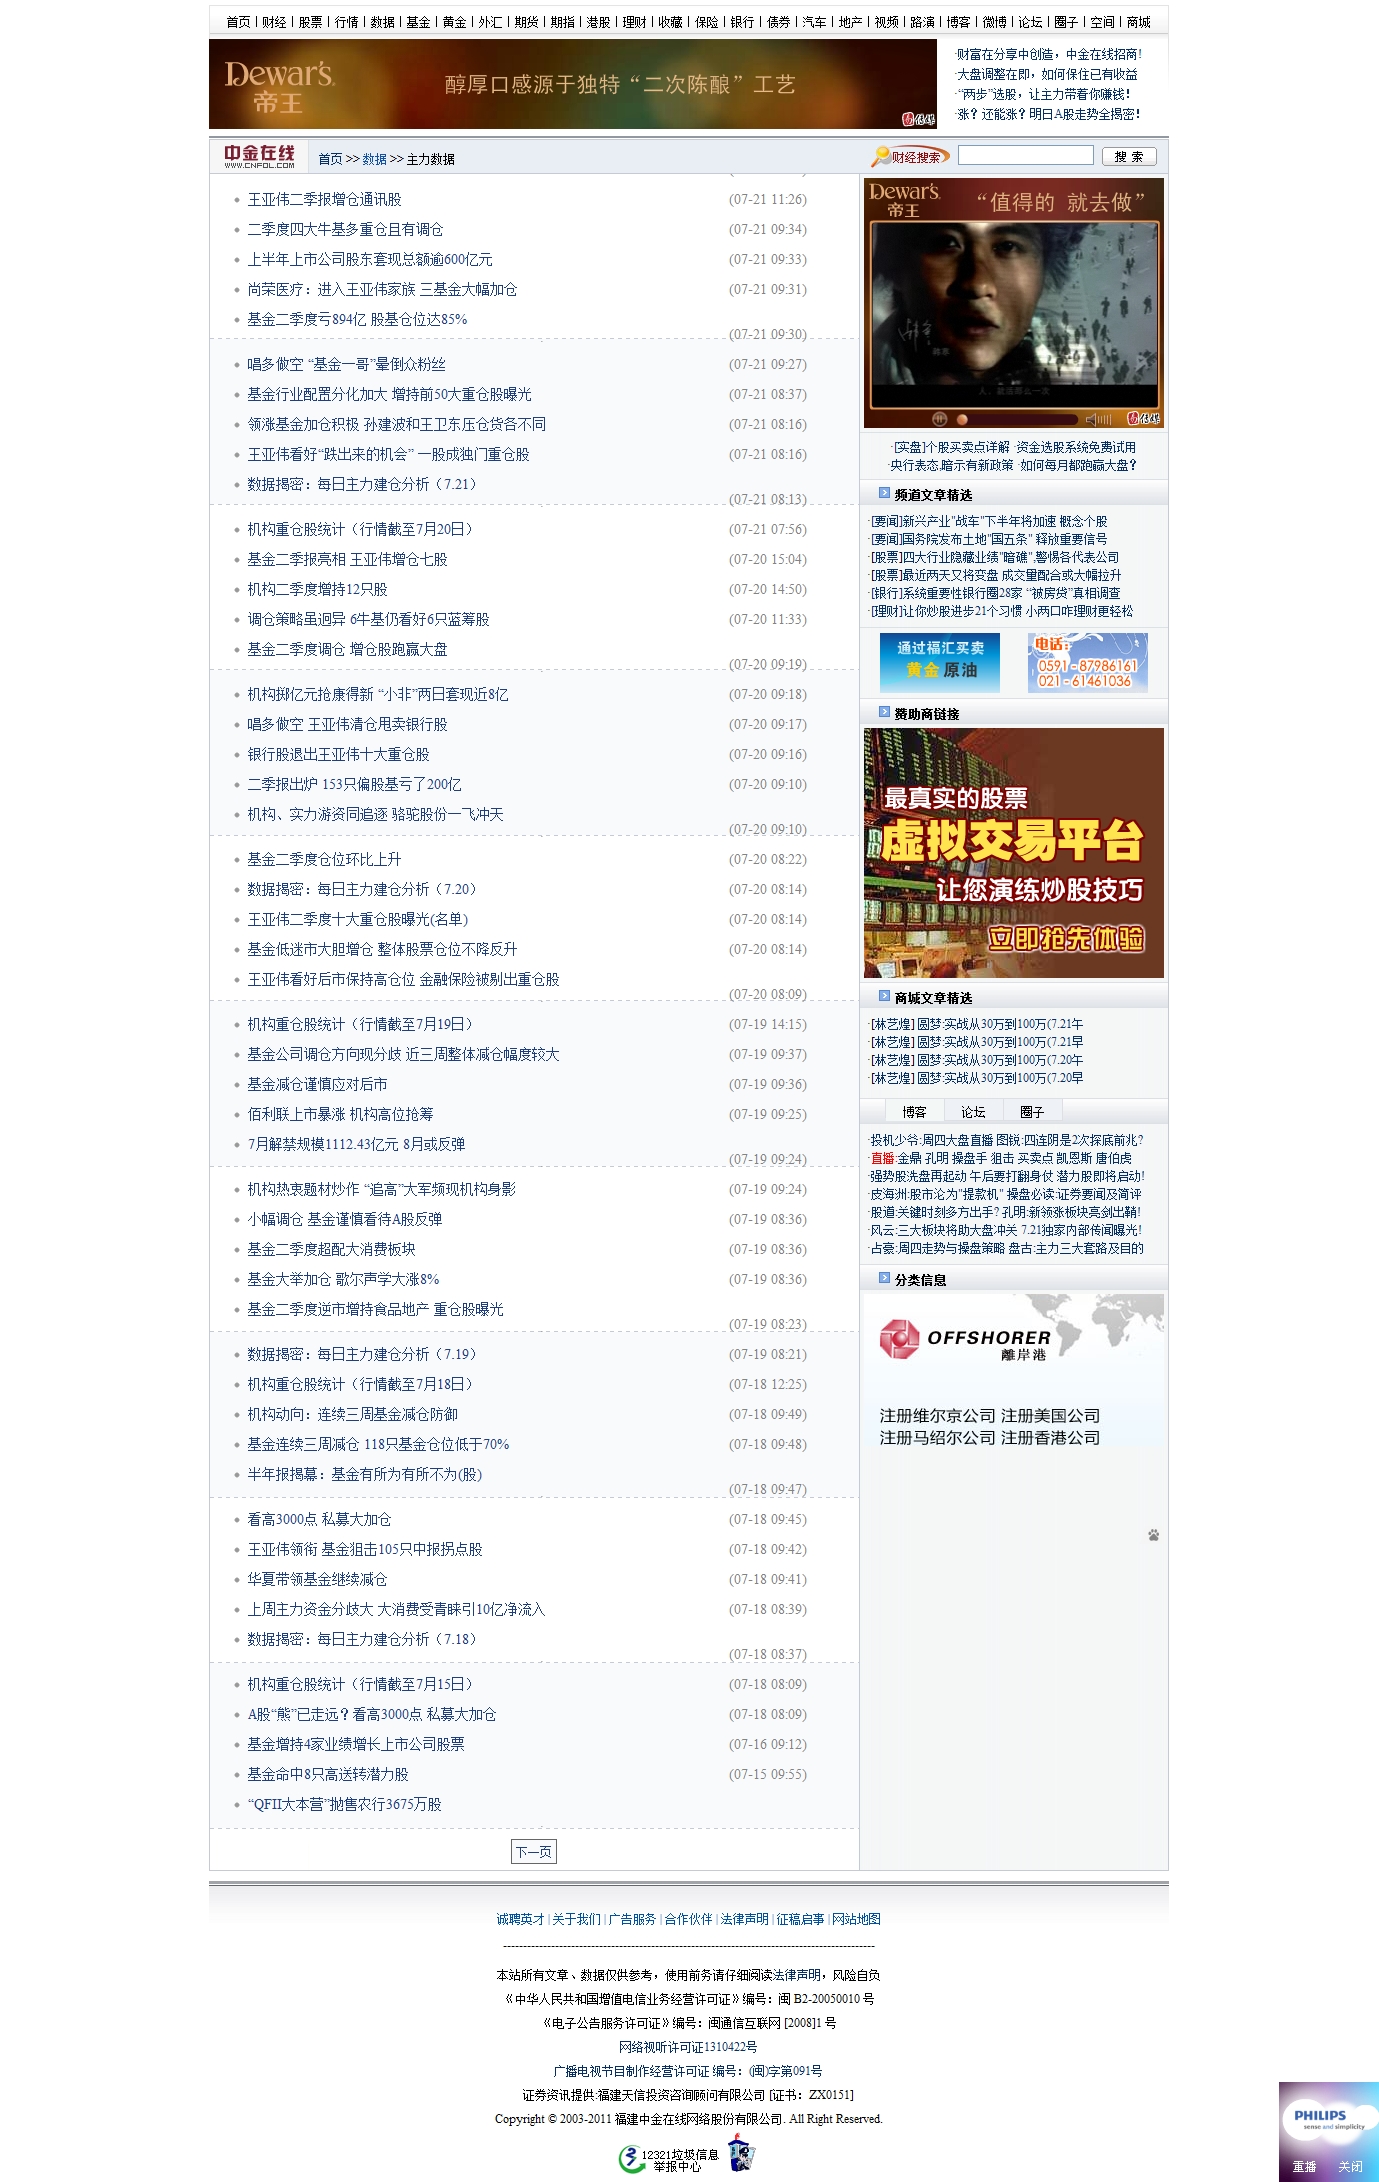 首页 | 财经 | 股票 | 行情 | 数据 | 基金 | 黄金 | 外汇 | 期货 | 期指 | 港股 | 理财 | 收藏 | 保险 | 银行 | 债券 | 汽车 | 地产 | 视频 | 路演 | 博客 | 微博 | 论坛 | 圈子 | 空间 | 商城
Dewar's
帝王
醇厚口感源于独特“二次陈酿”工艺
·财富在分享中创造，中金在线招商!
·大盘调整在即，如何保住已有收益
·“两步”选股，让主力带着你赚钱！
·涨？还能涨？明日A股走势全揭密！
中金在线
WWW.CNFOL.COM
首页 >> 数据 >> 主力数据
财经搜索
搜 索
王亚伟二季报增仓通讯股 (07-21 11:26)
二季度四大牛基多重仓且有调仓 (07-21 09:34)
上半年上市公司股东套现总额逾600亿元 (07-21 09:33)
尚荣医疗：进入王亚伟家族 三基金大幅加仓 (07-21 09:31)
基金二季度亏894亿 股基仓位达85% (07-21 09:30)
唱多做空 “基金一哥”晕倒众粉丝 (07-21 09:27)
基金行业配置分化加大 增持前50大重仓股曝光 (07-21 08:37)
领涨基金加仓积极 孙建波和王卫东压仓货各不同 (07-21 08:16)
王亚伟看好“跌出来的机会” 一股成独门重仓股 (07-21 08:16)
数据揭密：每日主力建仓分析（7.21） (07-21 08:13)
机构重仓股统计（行情截至7月20日） (07-21 07:56)
基金二季报亮相 王亚伟增仓七股 (07-20 15:04)
机构二季度增持12只股 (07-20 14:50)
调仓策略虽迥异 6牛基仍看好6只蓝筹股 (07-20 11:33)
基金二季度调仓 增仓股跑赢大盘 (07-20 09:19)
机构掷亿元抢康得新 “小非”两日套现近8亿 (07-20 09:18)
唱多做空 王亚伟清仓甩卖银行股 (07-20 09:17)
银行股退出王亚伟十大重仓股 (07-20 09:16)
二季报出炉 153只偏股基亏了200亿 (07-20 09:10)
机构、实力游资同追逐 骆驼股份一飞冲天 (07-20 09:10)
基金二季度仓位环比上升 (07-20 08:22)
数据揭密：每日主力建仓分析（7.20） (07-20 08:14)
王亚伟二季度十大重仓股曝光(名单) (07-20 08:14)
基金低迷市大胆增仓 整体股票仓位不降反升 (07-20 08:14)
王亚伟看好后市保持高仓位 金融保险被剔出重仓股 (07-20 08:09)
机构重仓股统计（行情截至7月19日） (07-19 14:15)
基金公司调仓方向现分歧 近三周整体减仓幅度较大 (07-19 09:37)
基金减仓谨慎应对后市 (07-19 09:36)
佰利联上市暴涨 机构高位抢筹 (07-19 09:25)
7月解禁规模1112.43亿元 8月或反弹 (07-19 09:24)
机构热衷题材炒作 “追高”大军频现机构身影 (07-19 09:24)
小幅调仓 基金谨慎看待A股反弹 (07-19 08:36)
基金二季度超配大消费板块 (07-19 08:36)
基金大举加仓 歌尔声学大涨8% (07-19 08:36)
基金二季度逆市增持食品地产 重仓股曝光 (07-19 08:23)
数据揭密：每日主力建仓分析（7.19） (07-19 08:21)
机构重仓股统计（行情截至7月18日） (07-18 12:25)
机构动向：连续三周基金减仓防御 (07-18 09:49)
基金连续三周减仓 118只基金仓位低于70% (07-18 09:48)
半年报揭幕：基金有所为有所不为(股) (07-18 09:47)
看高3000点 私募大加仓 (07-18 09:45)
王亚伟领衔 基金狙击105只中报拐点股 (07-18 09:42)
华夏带领基金继续减仓 (07-18 09:41)
上周主力资金分歧大 大消费受青睐引10亿净流入 (07-18 08:39)
数据揭密：每日主力建仓分析（7.18） (07-18 08:37)
机构重仓股统计（行情截至7月15日） (07-18 08:09)
A股“熊”已走远？看高3000点 私募大加仓 (07-18 08:09)
基金增持4家业绩增长上市公司股票 (07-16 09:12)
基金命中8只高送转潜力股 (07-15 09:55)
“QFII大本营”抛售农行3675万股
下一页
Dewar's
帝王
“值得的 就去做”
·[实盘]个股买卖点详解 ·资金选股系统免费试用
·央行表态,暗示有新政策 ·如何每月都跑赢大盘？
频道文章精选
·[要闻]新兴产业"战车"下半年将加速 概念个股
·[要闻]国务院发布土地"国五条" 释放重要信号
·[股票]四大行业隐藏业绩"暗礁",警惕各代表公司
·[股票]最近两天又将变盘 成交量配合或大幅拉升
·[银行]系统重要性银行圈28家 “被房贷”真相调查
·[理财]让你炒股进步21个习惯 小两口咋理财更轻松
通过福汇买卖
黄金 原油
电话：
0591 - 87986161
021 - 61461036
赞助商链接
最真实的股票
虚拟交易平台
让您演练炒股技巧
立即抢先体验
商城文章精选
·[林艺煌] 圆梦:实战从30万到100万(7.21午
·[林艺煌] 圆梦:实战从30万到100万(7.21早
·[林艺煌] 圆梦:实战从30万到100万(7.20午
·[林艺煌] 圆梦:实战从30万到100万(7.20早
博客 论坛 圈子
·投机少爷:周四大盘直播 图锐:四连阴是2次探底前兆?
·直播:金鼎 孔明 操盘手 狙击 买卖点 凯恩斯 唐伯虎
·强势股洗盘再起动 午后要打翻身仗 潜力股即将启动!
·皮海洲:股市沦为"提款机" 操盘必读:证券要闻及简评
·股道:关键时刻多方出手? 孔明:新领涨板块亮剑出鞘!
·风云:三大板块将助大盘冲关 7.21独家内部传闻曝光!
·占豪:周四走势与操盘策略 盘古:主力三大套路及目的
分类信息
OFFSHORER
離岸港
注册维尔京公司 注册美国公司
注册马绍尔公司 注册香港公司
诚聘英才 | 关于我们 | 广告服务 | 合作伙伴 | 法律声明 | 征稿启事 | 网站地图
---------------------------------------------------------------------------------------------
本站所有文章、数据仅供参考，使用前务请仔细阅读法律声明，风险自负
《中华人民共和国增值电信业务经营许可证》编号：闽 B2-20050010 号
《电子公告服务许可证》编号：闽通信互联网 [2008]1 号
网络视听许可证1310422号
广播电视节目制作经营许可证 编号：(闽)字第091号
证券资讯提供:福建天信投资咨询顾问有限公司 [证书：ZX0151]
Copyright © 2003-2011 福建中金在线网络股份有限公司. All Right Reserved.
12321垃圾信息
举报中心
PHILIPS
sense and simplicity
重播 关闭